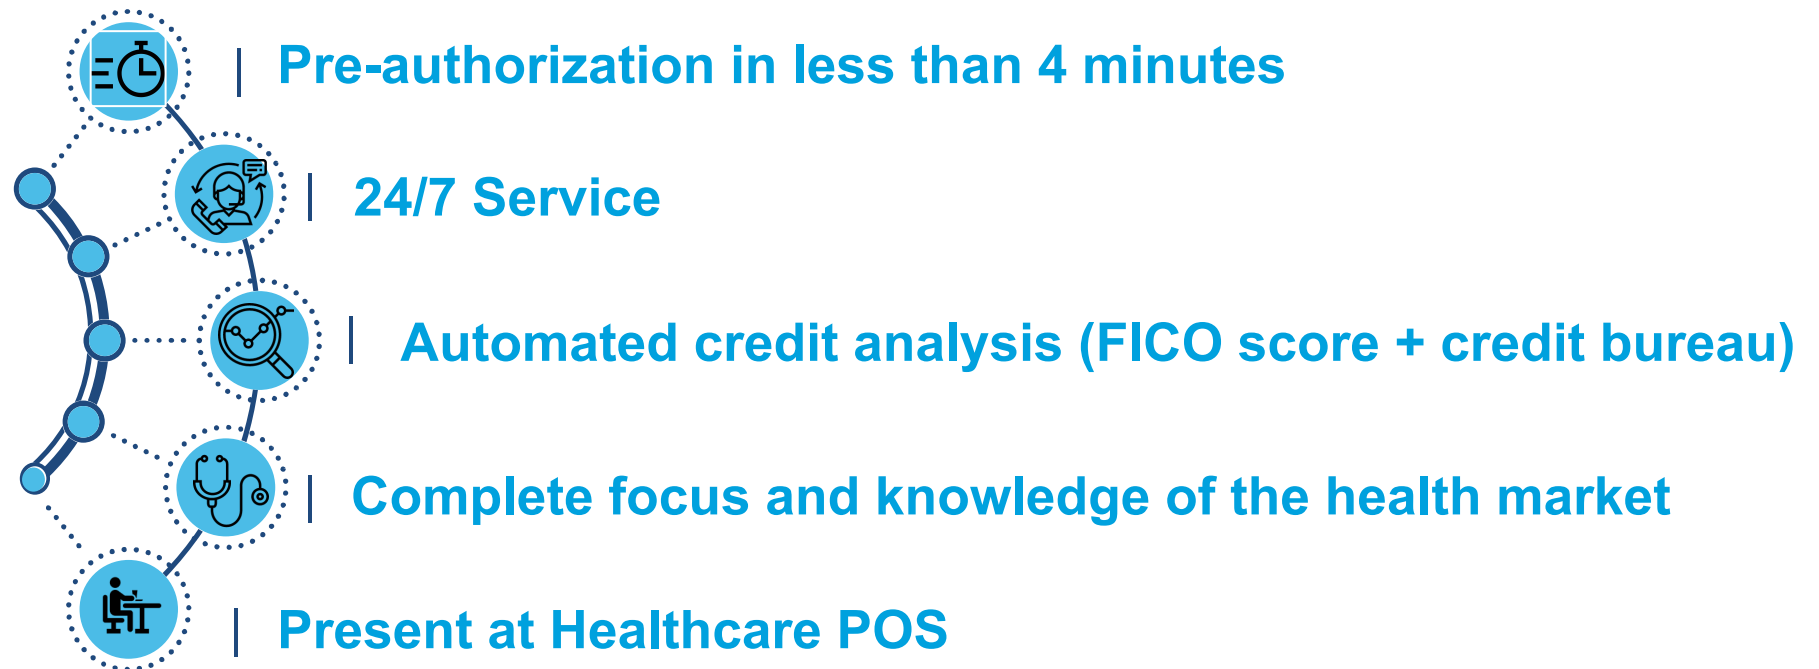 Pre-authorization in less than 4 minutes
24/7 Service
Automated credit analysis (FICO score + credit bureau)
Complete focus and knowledge of the health market
Present at Healthcare POS